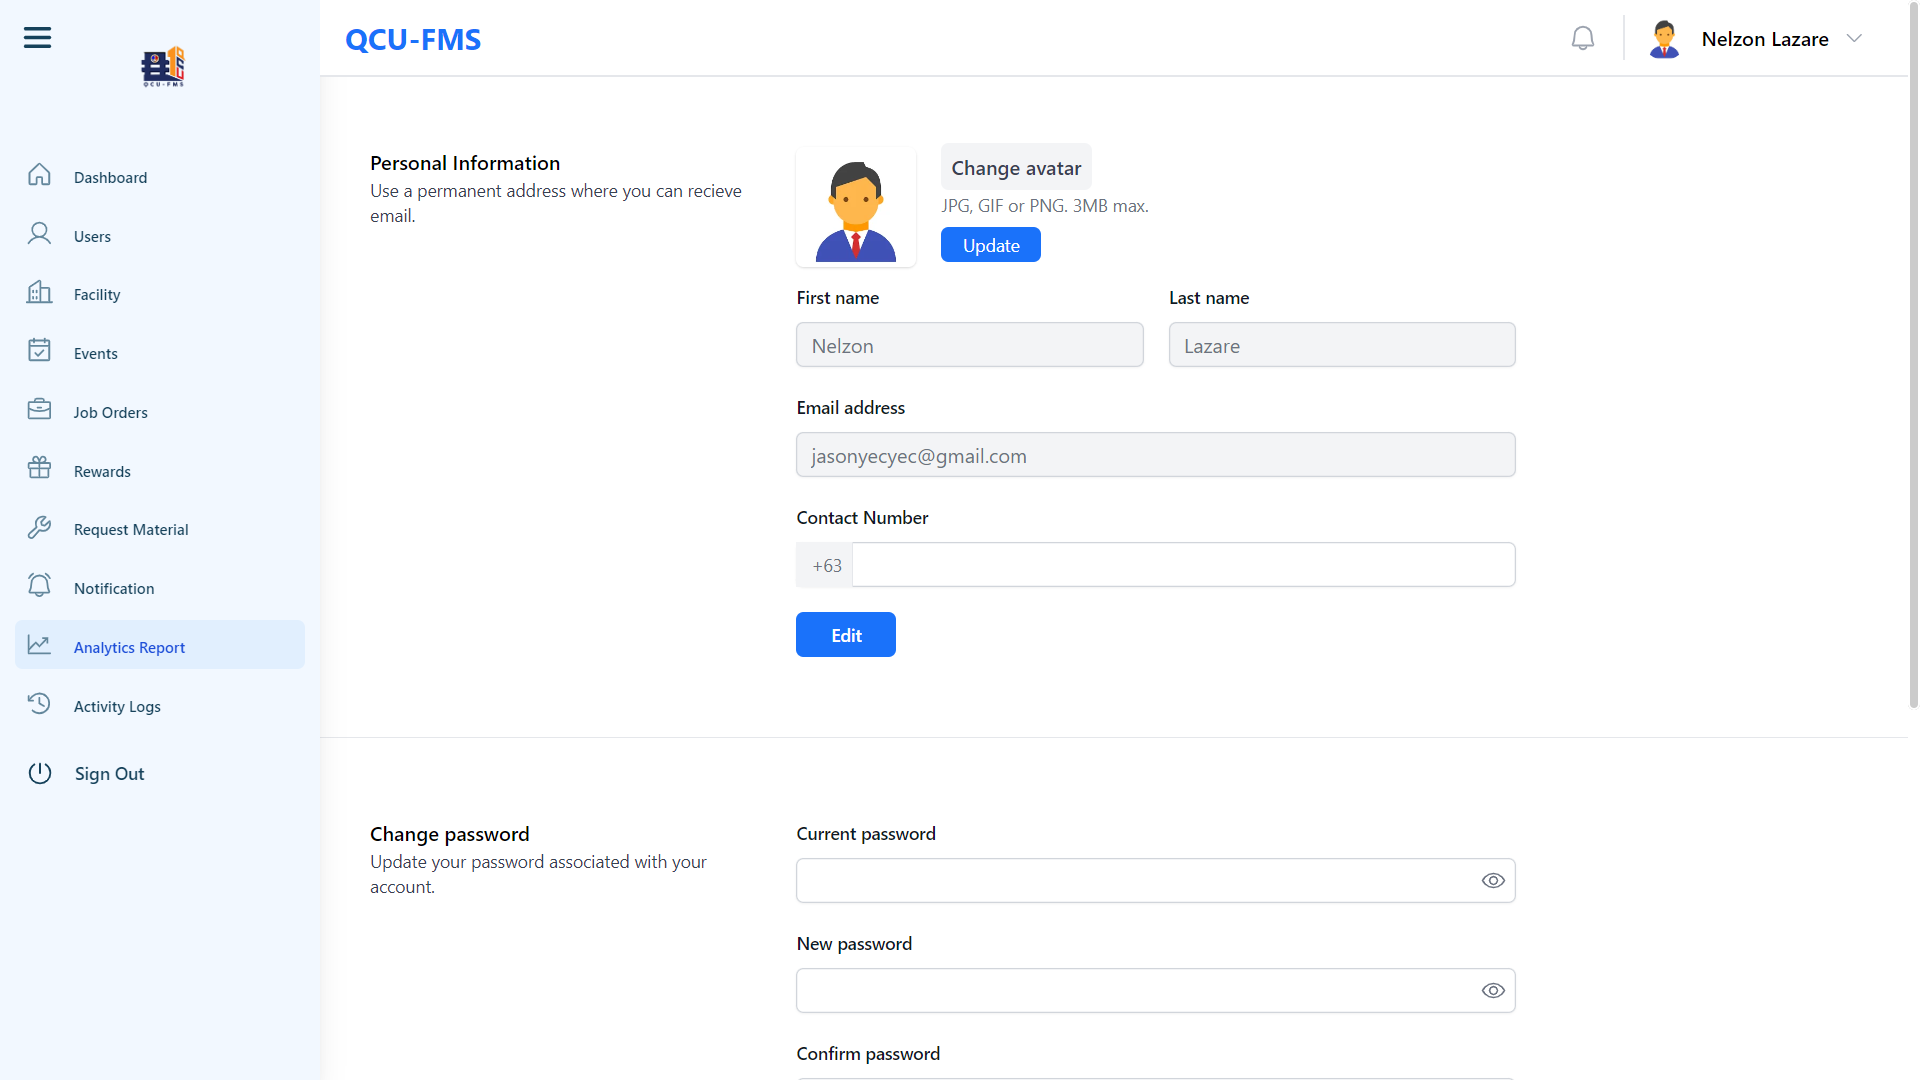 QCU-FMS
QCU-FMS
Nelzon Lazare
Dashboard
Users
Facility
Events
Job Orders
Rewards
Request Material
Notification
Analytics Report
Activity Logs
Sign Out
Personal Information
Use a permanent address where you can recieve
email.
Change avatar
JPG, GIF or PNG. 3MB max.
Update
First name
Last name
Nelzon
Lazare
Email address
jasonyecyec@gmail.com
Contact Number
+63
Edit
Change password
Update your password associated with your
account.
Current password
New password
Confirm password